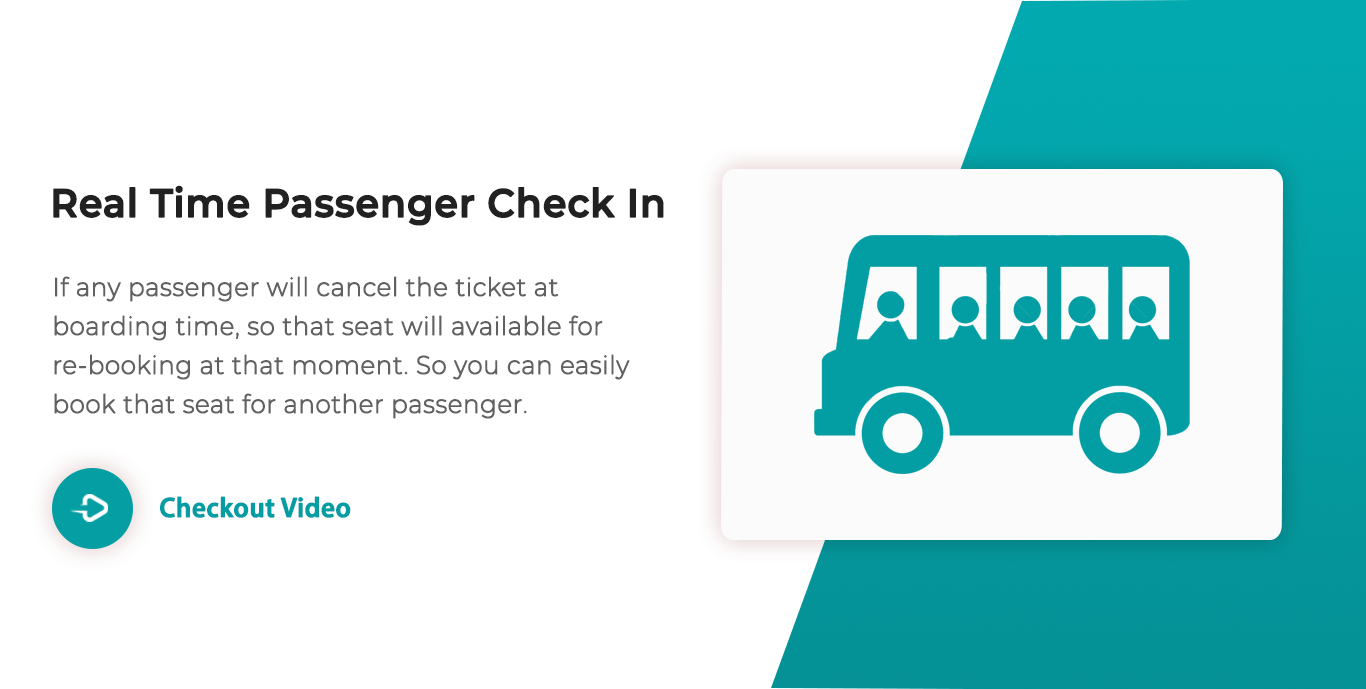 Real Time Passenger Check In
If any passenger will cancel the ticket at
boarding time, so that seat will available for
re-booking at that moment. So you can easily
book that seat for another passenger.
Checkout Video